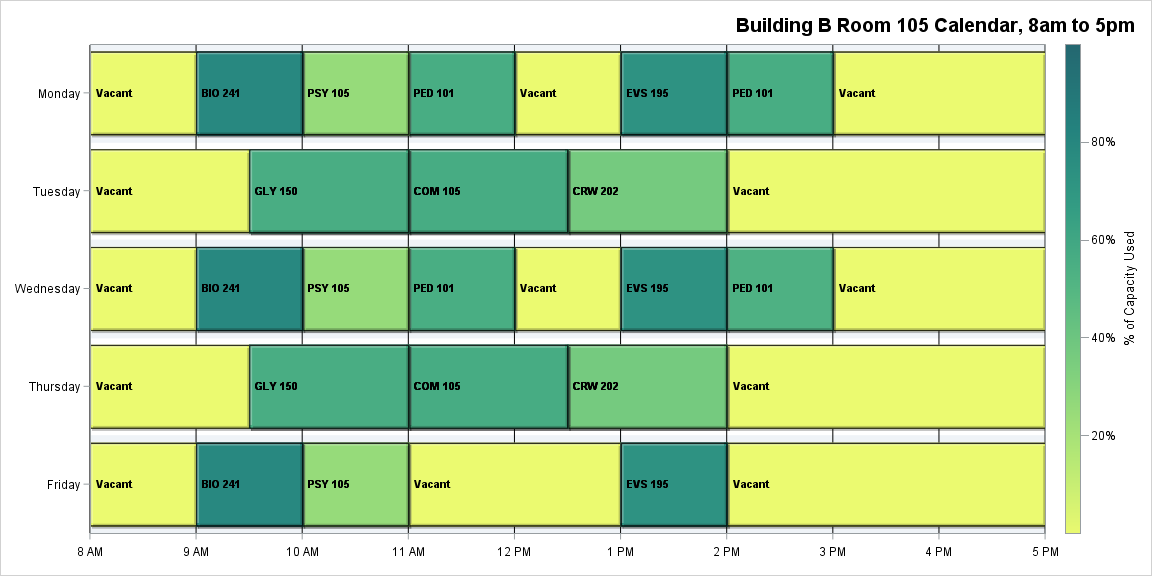 Building B Room 105 Calendar, 8am to 5pm
Monday
Vacant
BIO 241
PSY 105
PED 101
Vacant
EVS 195
PED 101
Vacant
Tuesday
Vacant
GLY 150
COM 105
CRW 202
Vacant
Wednesday
Vacant
BIO 241
PSY 105
PED 101
Vacant
EVS 195
PED 101
Vacant
Thursday
Vacant
GLY 150
COM 105
CRW 202
Vacant
Friday
Vacant
BIO 241
PSY 105
Vacant
EVS 195
Vacant
8 AM
9 AM
10 AM
11 AM
12 PM
1 PM
2 PM
3 PM
4 PM
5 PM
80%
60%
40%
20%
% of Capacity Used